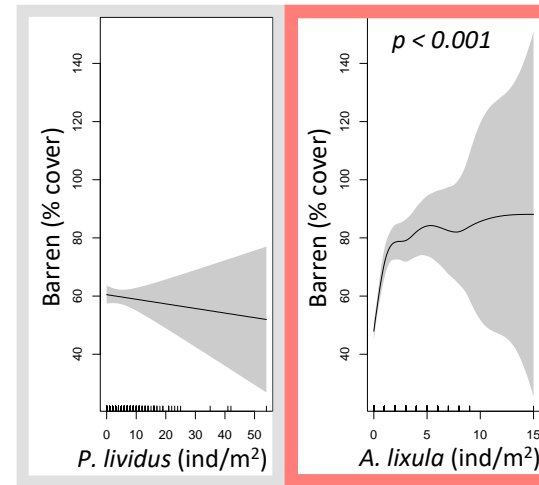 Barren (% cover)
40 60 80 100 120 140
0 10 20 30 40 50
P. lividus (ind/m²)
p < 0.001
Barren (% cover)
40 60 80 100 120 140
0 5 10 15
A. lixula (ind/m²)